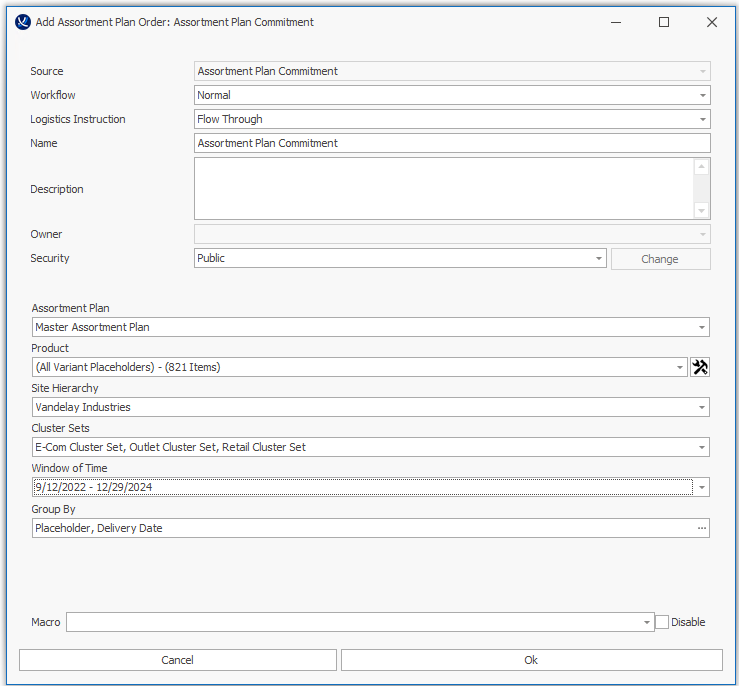 Add Assortment Plan Order: Assortment Plan Commitment
Source Assortment Plan Commitment
Workflow Normal
Logistics Instruction Flow Through
Name Assortment Plan Commitment
Description
Owner
Security Public Change
Assortment Plan
Master Assortment Plan
Product
(All Variant Placeholders) - (821 Items)
Site Hierarchy
Vandelay Industries
Cluster Sets
E-Com Cluster Set, Outlet Cluster Set, Retail Cluster Set
Window of Time
9/12/2022 - 12/29/2024
Group By
Placeholder, Delivery Date ...
Macro Disable
Cancel Ok